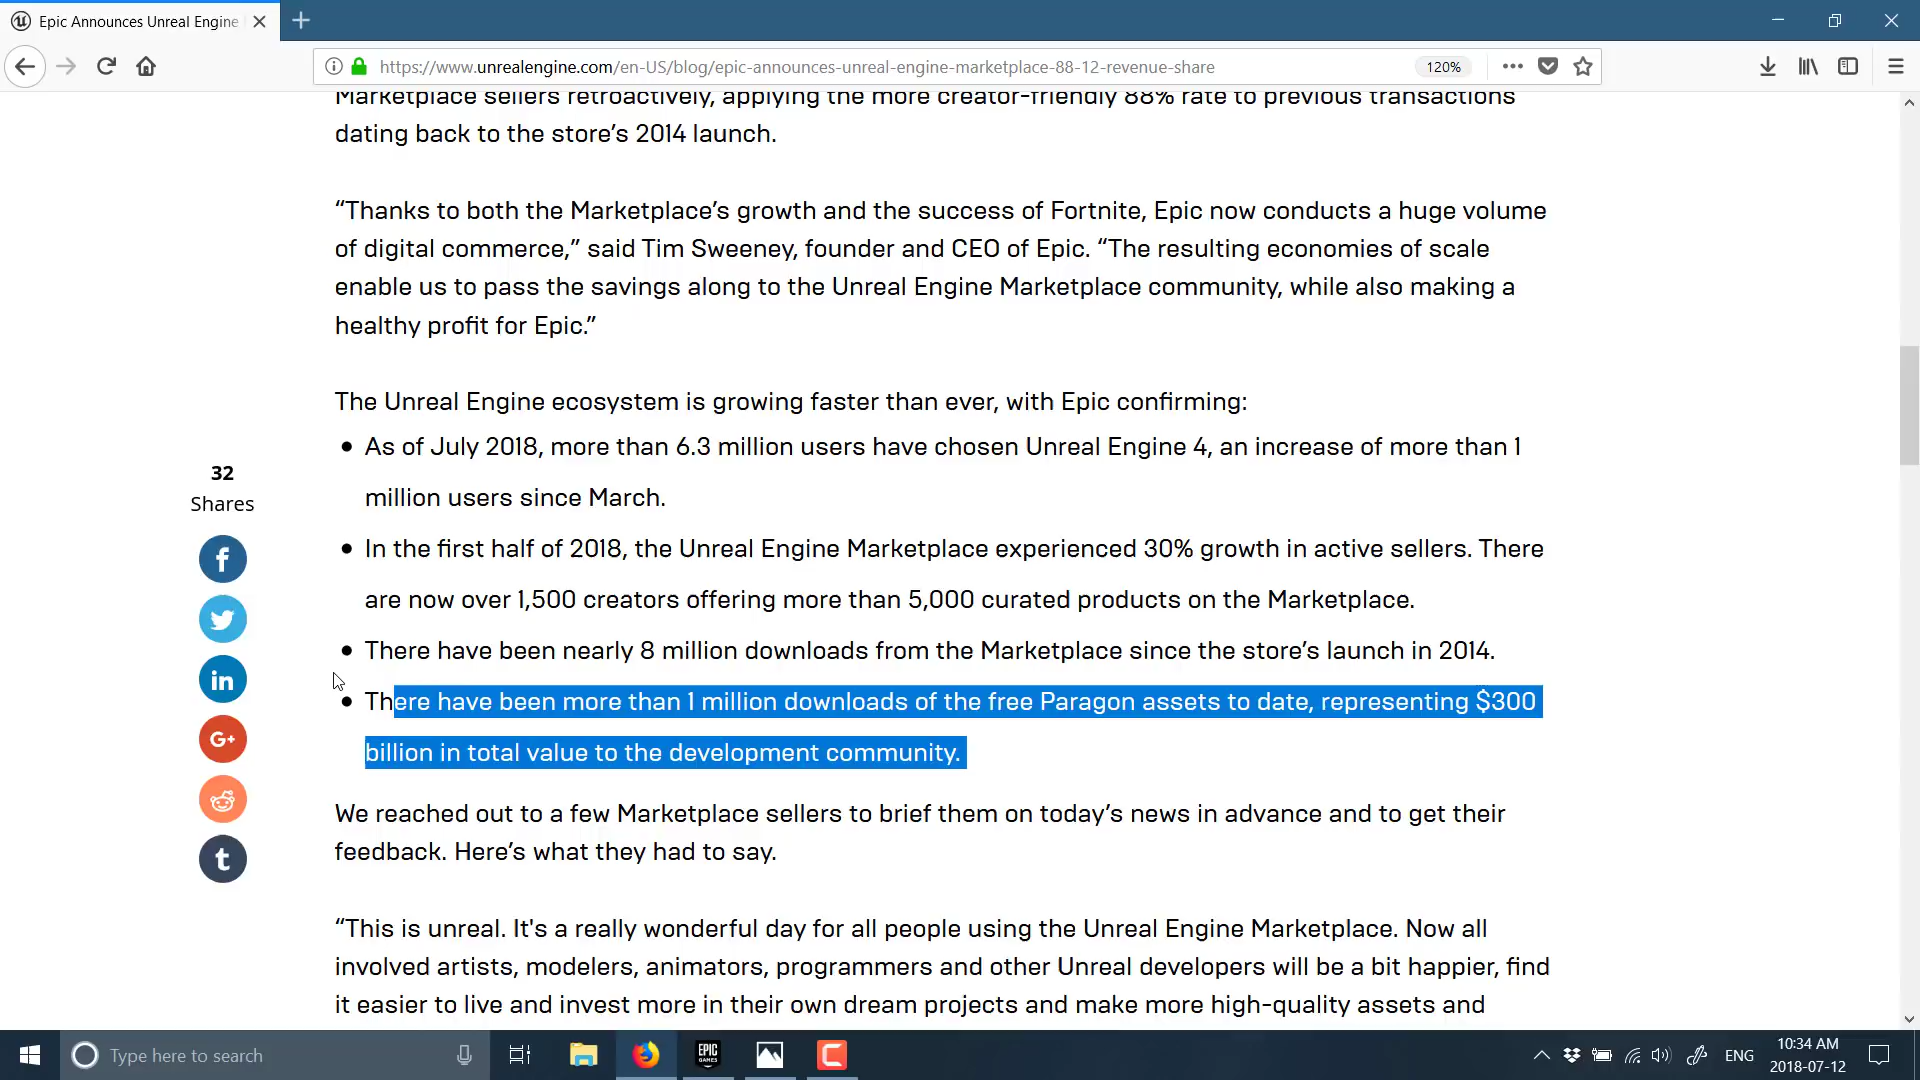 Epic Announces Unreal Engine
https://www.unrealengine.com/en-US/blog/epic-announces-unreal-engine-marketplace-88-12-revenue-share
120%
Marketplace sellers retroactively, applying the more creator-friendly 88% rate to previous transactions
dating back to the store’s 2014 launch.
“Thanks to both the Marketplace’s growth and the success of Fortnite, Epic now conducts a huge volume
of digital commerce,” said Tim Sweeney, founder and CEO of Epic. “The resulting economies of scale
enable us to pass the savings along to the Unreal Engine Marketplace community, while also making a
healthy profit for Epic.”
The Unreal Engine ecosystem is growing faster than ever, with Epic confirming:
• As of July 2018, more than 6.3 million users have chosen Unreal Engine 4, an increase of more than 1
million users since March.
• In the first half of 2018, the Unreal Engine Marketplace experienced 30% growth in active sellers. There
are now over 1,500 creators offering more than 5,000 curated products on the Marketplace.
• There have been nearly 8 million downloads from the Marketplace since the store’s launch in 2014.
• There have been more than 1 million downloads of the free Paragon assets to date, representing $300
billion in total value to the development community.
We reached out to a few Marketplace sellers to brief them on today’s news in advance and to get their
feedback. Here’s what they had to say.
“This is unreal. It's a really wonderful day for all people using the Unreal Engine Marketplace. Now all
involved artists, modelers, animators, programmers and other Unreal developers will be a bit happier, find
it easier to live and invest more in their own dream projects and make more high-quality assets and
32
Shares
f
in
G+
t
Type here to search
EPIC
GAMES
C
ENG
10:34 AM
2018-07-12